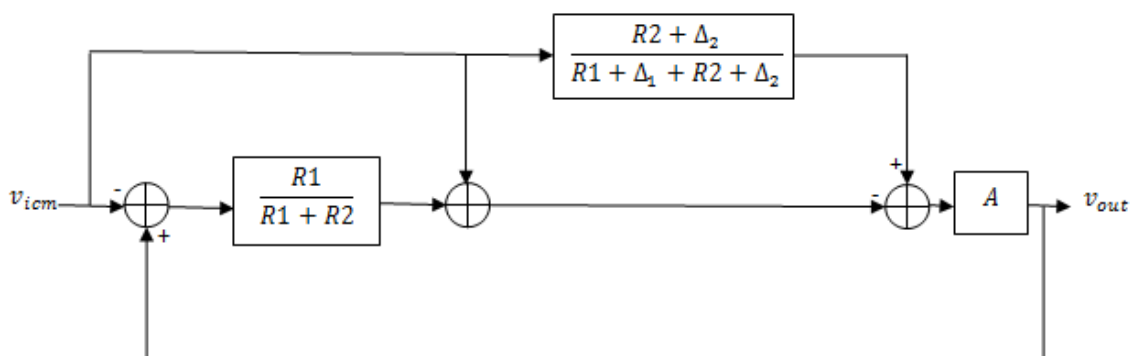 R2 + Δ₂
R1 + Δ₁ + R2 + Δ₂
v_icm
-
+
R1
R1 + R2
+
-
A
v_out